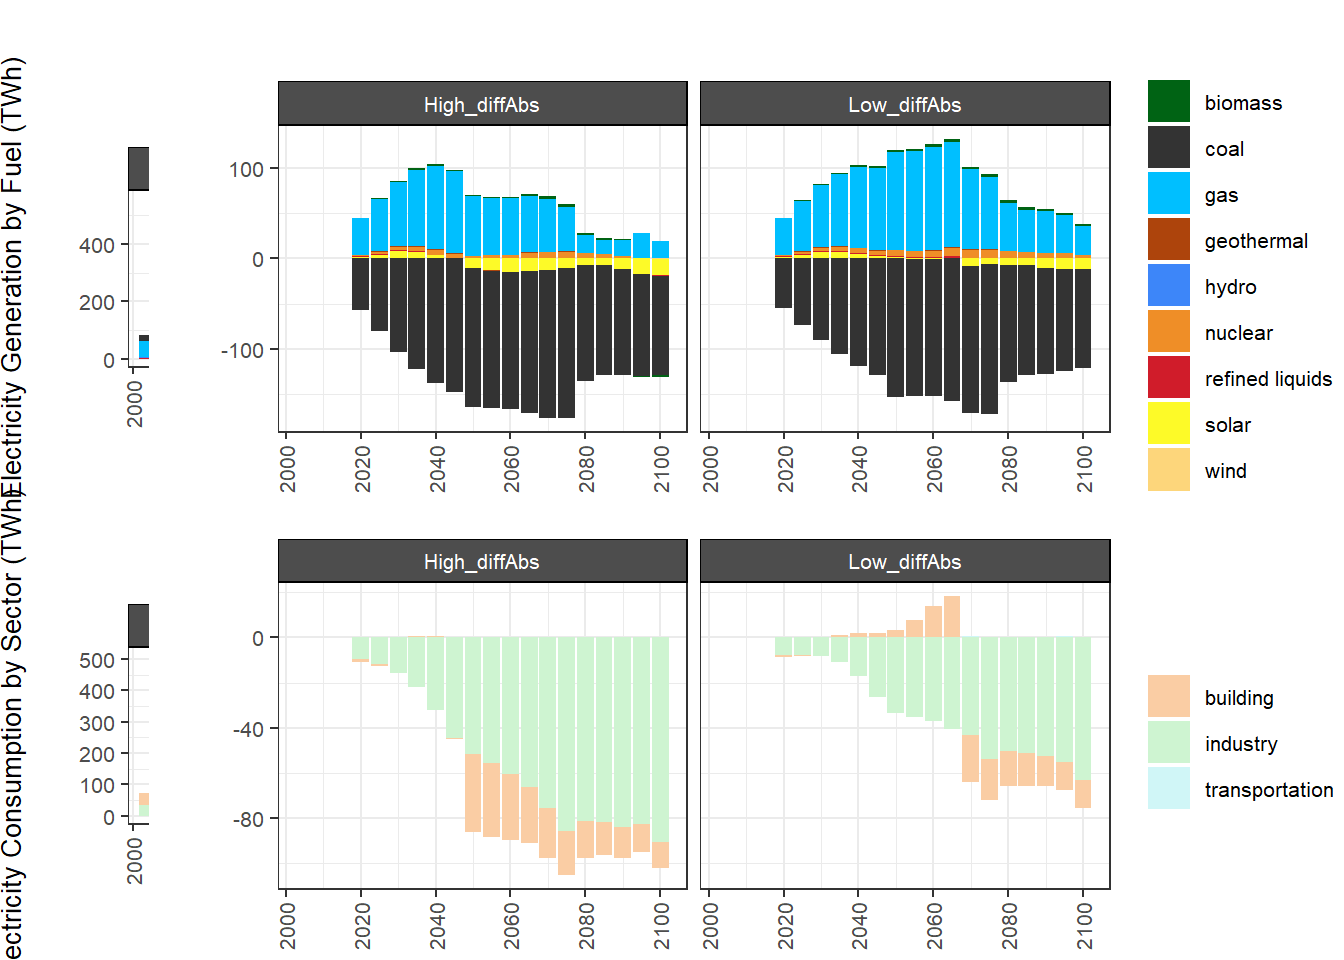 Electricity Generation by Fuel (TWh)
High_diffAbs
Low_diffAbs
400
200
0
2000
100
0
-100
2000
2020
2040
2060
2080
2100
2000
2020
2040
2060
2080
2100
biomass
coal
gas
geothermal
hydro
nuclear
refined liquids
solar
wind
ectricity Consumption by Sector (TWh)
High_diffAbs
Low_diffAbs
500
400
300
200
100
0
2000
0
-40
-80
2000
2020
2040
2060
2080
2100
2000
2020
2040
2060
2080
2100
building
industry
transportation